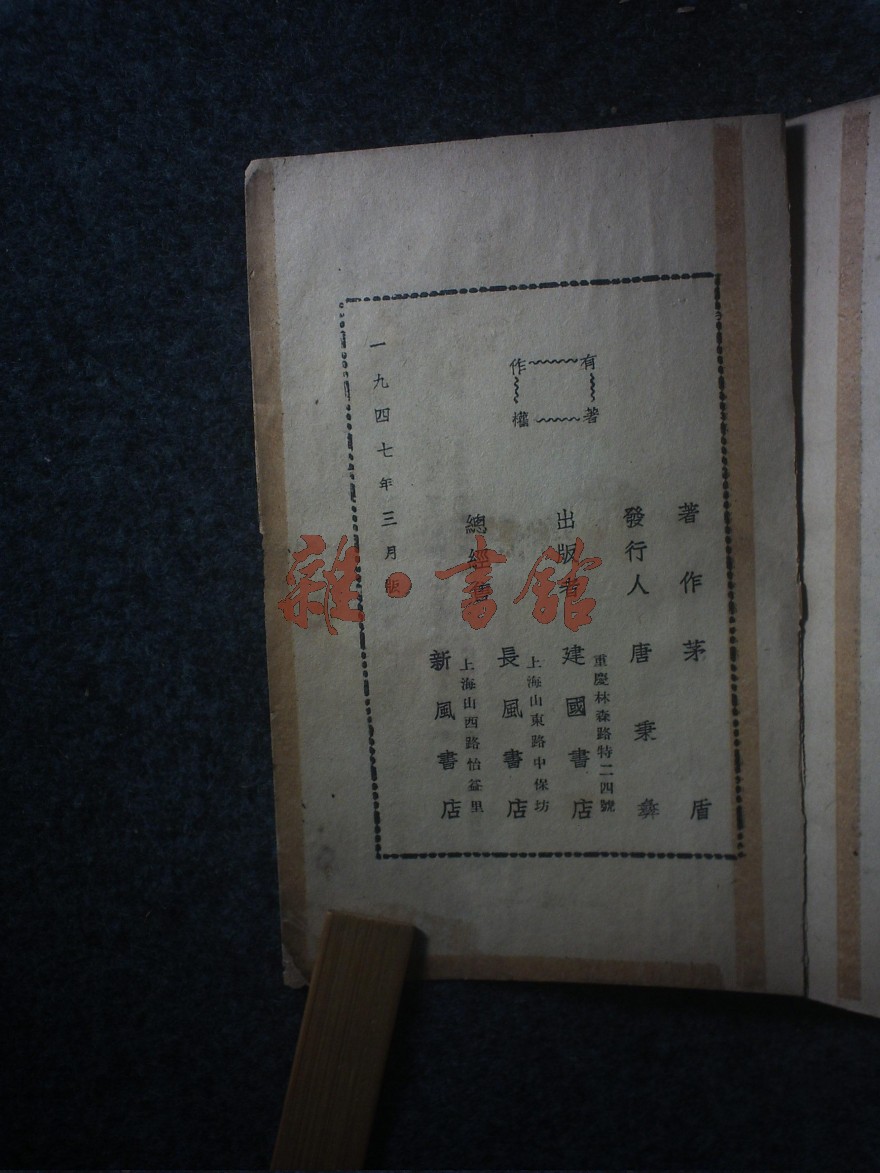 有著作權
著作 茅盾
發行人 唐秉彝
重慶林森路特二四號
出版者 建國書店
上海山東路中保坊
長風書店
上海山西路怡益里
總經售 新風書店
一九四七年三月版
雜·書館